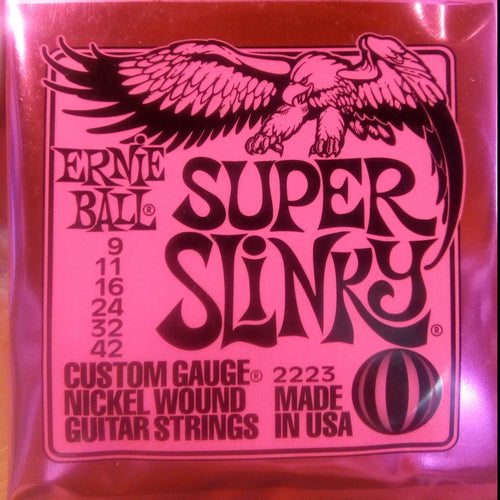 ERNIE
BALL®
SUPER
SLINKY®
9
11
16
24
32
42
CUSTOM GAUGE® 2223
NICKEL WOUND MADE
GUITAR STRINGS IN USA